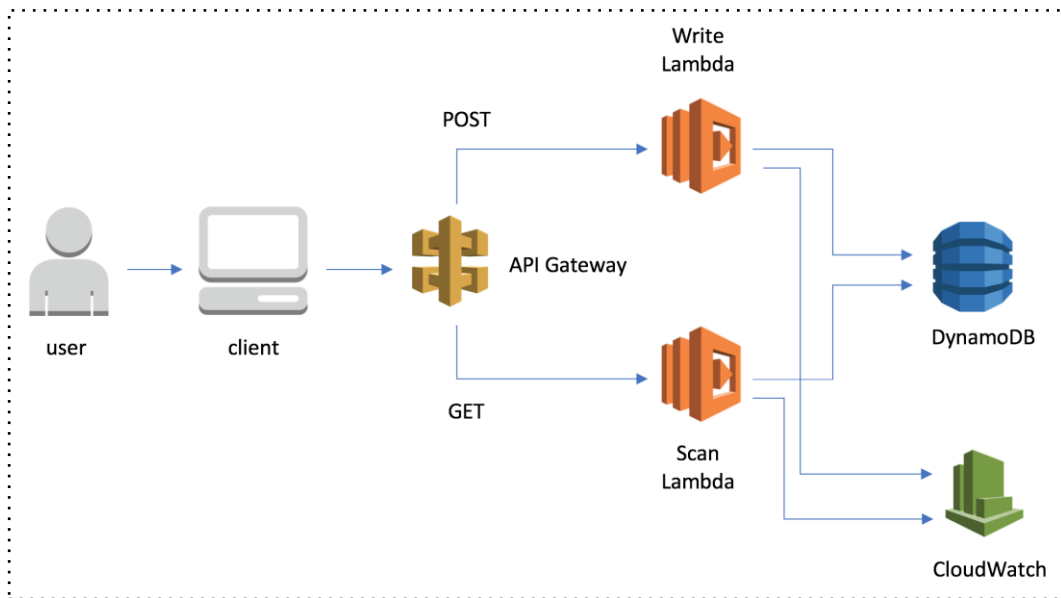 Write
Lambda
POST
API Gateway
user
client
DynamoDB
GET
Scan
Lambda
CloudWatch